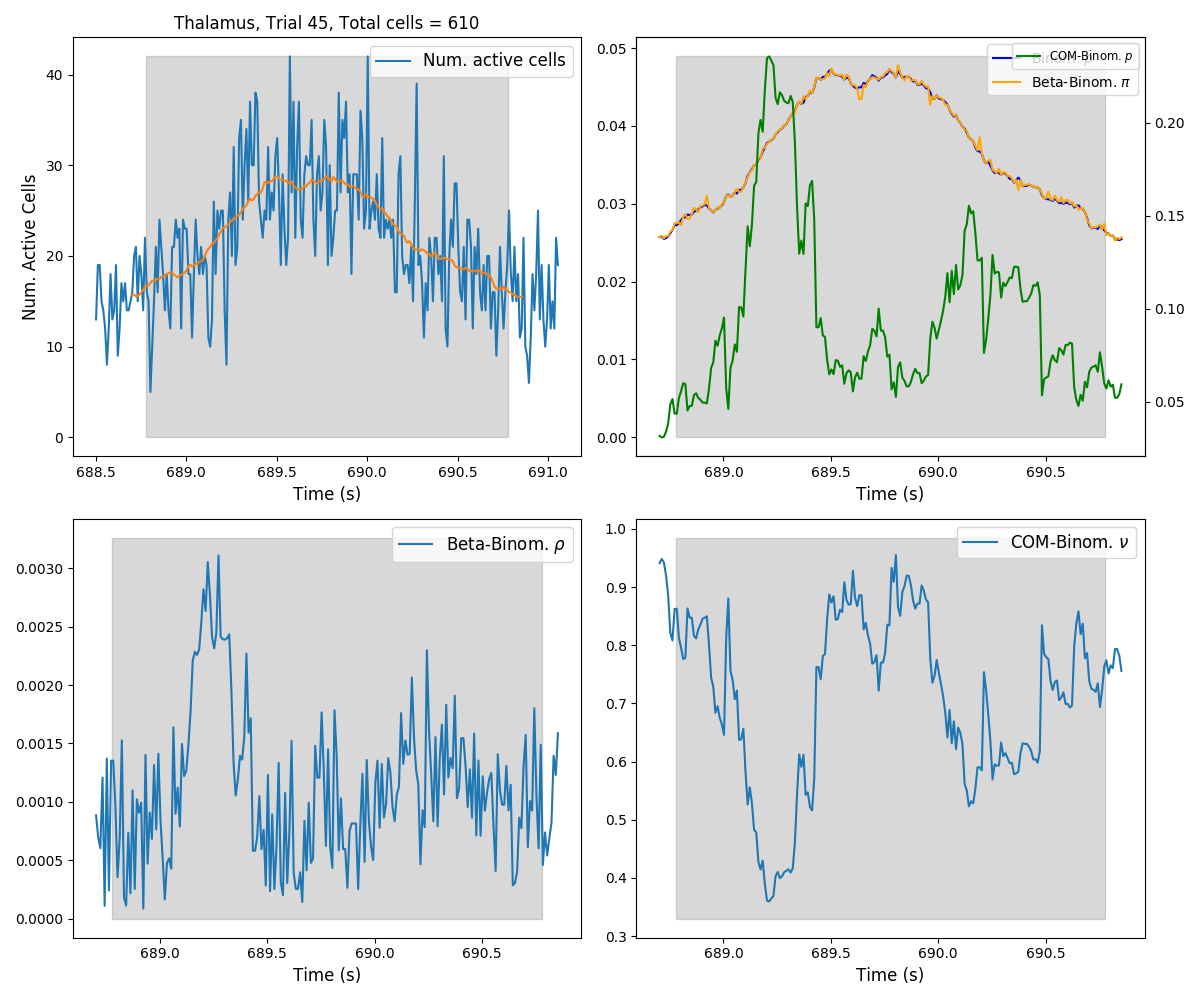 Thalamus, Trial 45, Total cells = 610
Num. active cells
Num. Active Cells
40
30
20
10
0
688.5 689.0 689.5 690.0 690.5 691.0
Time (s)
COM-Binom. p
Binom. p
Beta-Binom. π
0.05
0.04
0.03
0.02
0.01
0.00
0.20
0.15
0.10
0.05
689.0 689.5 690.0 690.5
Time (s)
Beta-Binom. ρ
0.0030
0.0025
0.0020
0.0015
0.0010
0.0005
0.0000
689.0 689.5 690.0 690.5
Time (s)
COM-Binom. ν
1.0
0.9
0.8
0.7
0.6
0.5
0.4
0.3
689.0 689.5 690.0 690.5
Time (s)